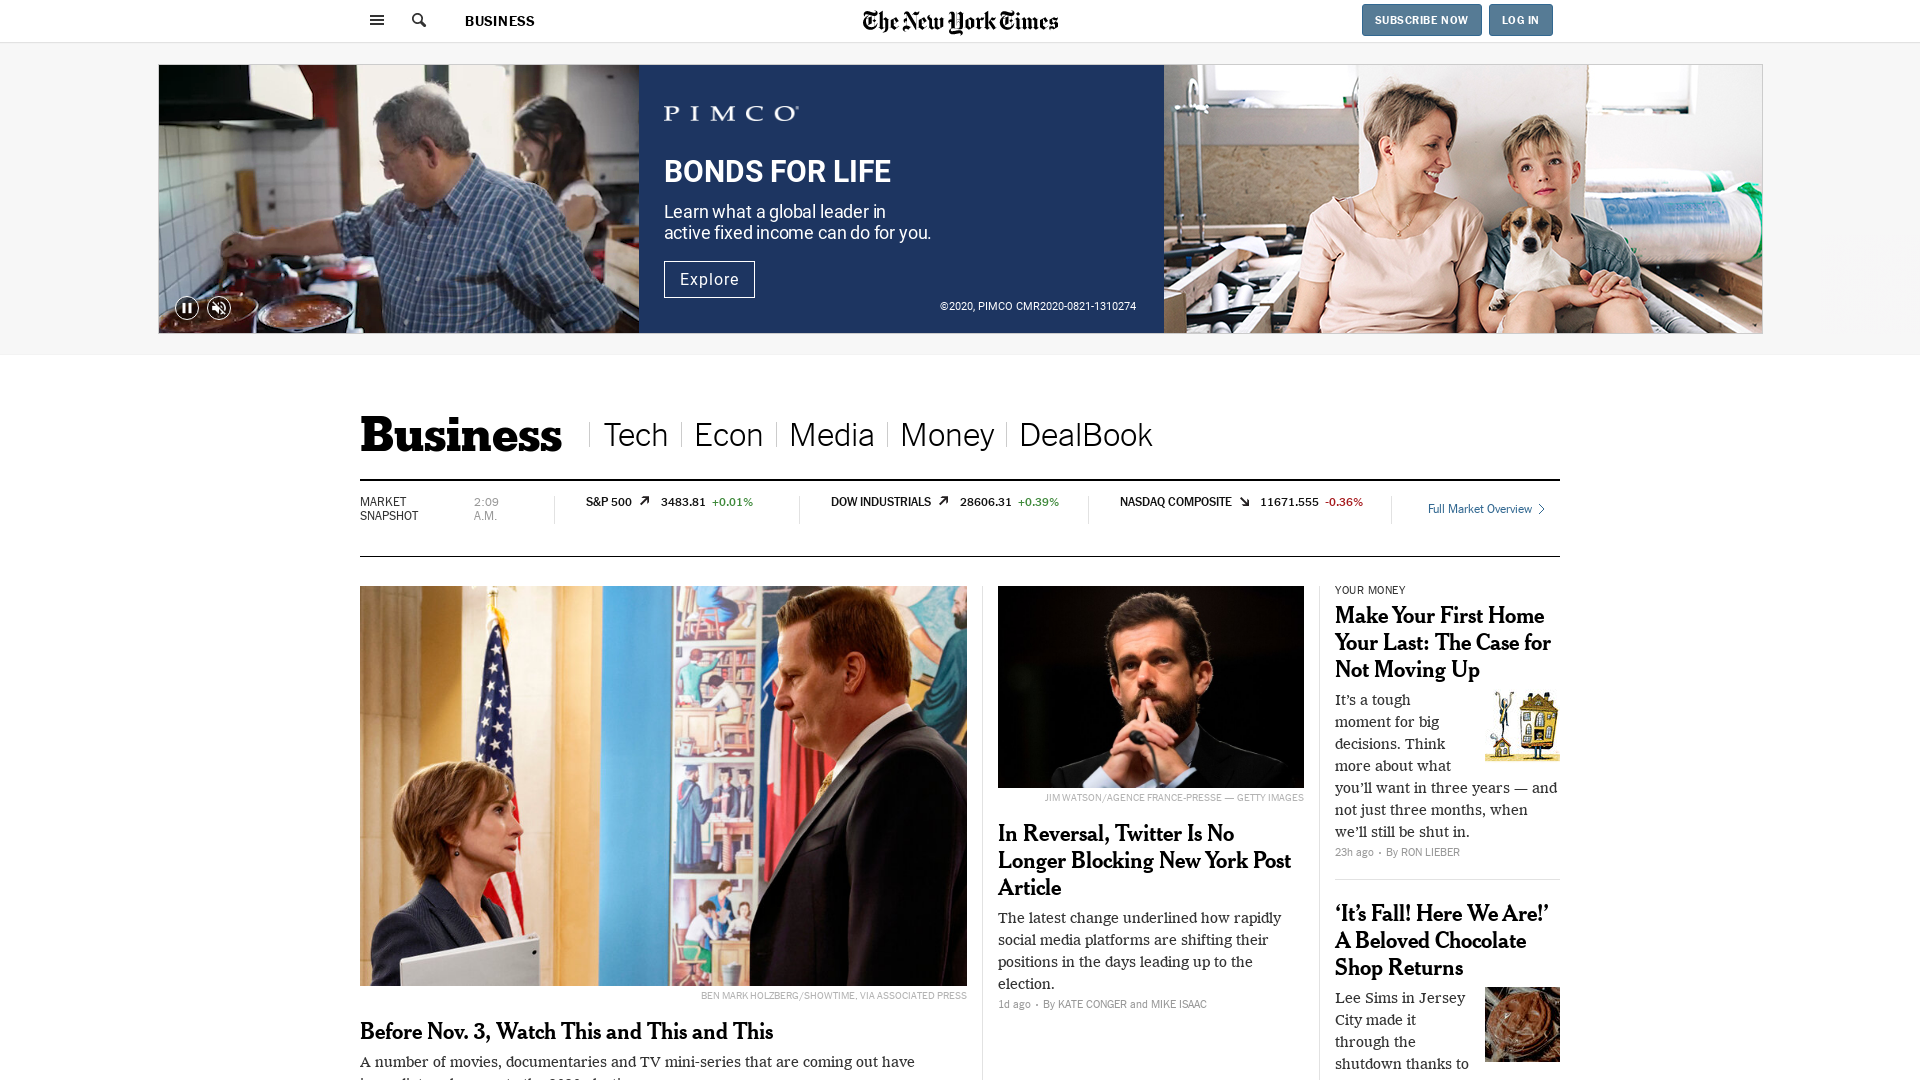 BUSINESS
The New York Times
SUBSCRIBE NOW
LOG IN
PIMCO®
BONDS FOR LIFE
Learn what a global leader in
active fixed income can do for you.
Explore
©2020, PIMCO CMR2020-0821-1310274
Business
Tech
Econ
Media
Money
DealBook
MARKET
SNAPSHOT
2:09
A.M.
S&P 500 3483.81 +0.01%
DOW INDUSTRIALS 28606.31 +0.39%
NASDAQ COMPOSITE 11671.555 -0.36%
Full Market Overview
BEN MARK HOLZBERG/SHOWTIME, VIA ASSOCIATED PRESS
Before Nov. 3, Watch This and This and This
A number of movies, documentaries and TV mini-series that are coming out have
JIM WATSON/AGENCE FRANCE-PRESSE — GETTY IMAGES
In Reversal, Twitter Is No
Longer Blocking New York Post
Article
The latest change underlined how rapidly
social media platforms are shifting their
positions in the days leading up to the
election.
1d ago · By KATE CONGER and MIKE ISAAC
YOUR MONEY
Make Your First Home
Your Last: The Case for
Not Moving Up
It’s a tough
moment for big
decisions. Think
more about what
you’ll want in three years — and
not just three months, when
we’ll still be shut in.
23h ago · By RON LIEBER
‘It’s Fall! Here We Are!’
A Beloved Chocolate
Shop Returns
Lee Sims in Jersey
City made it
through the
shutdown thanks to